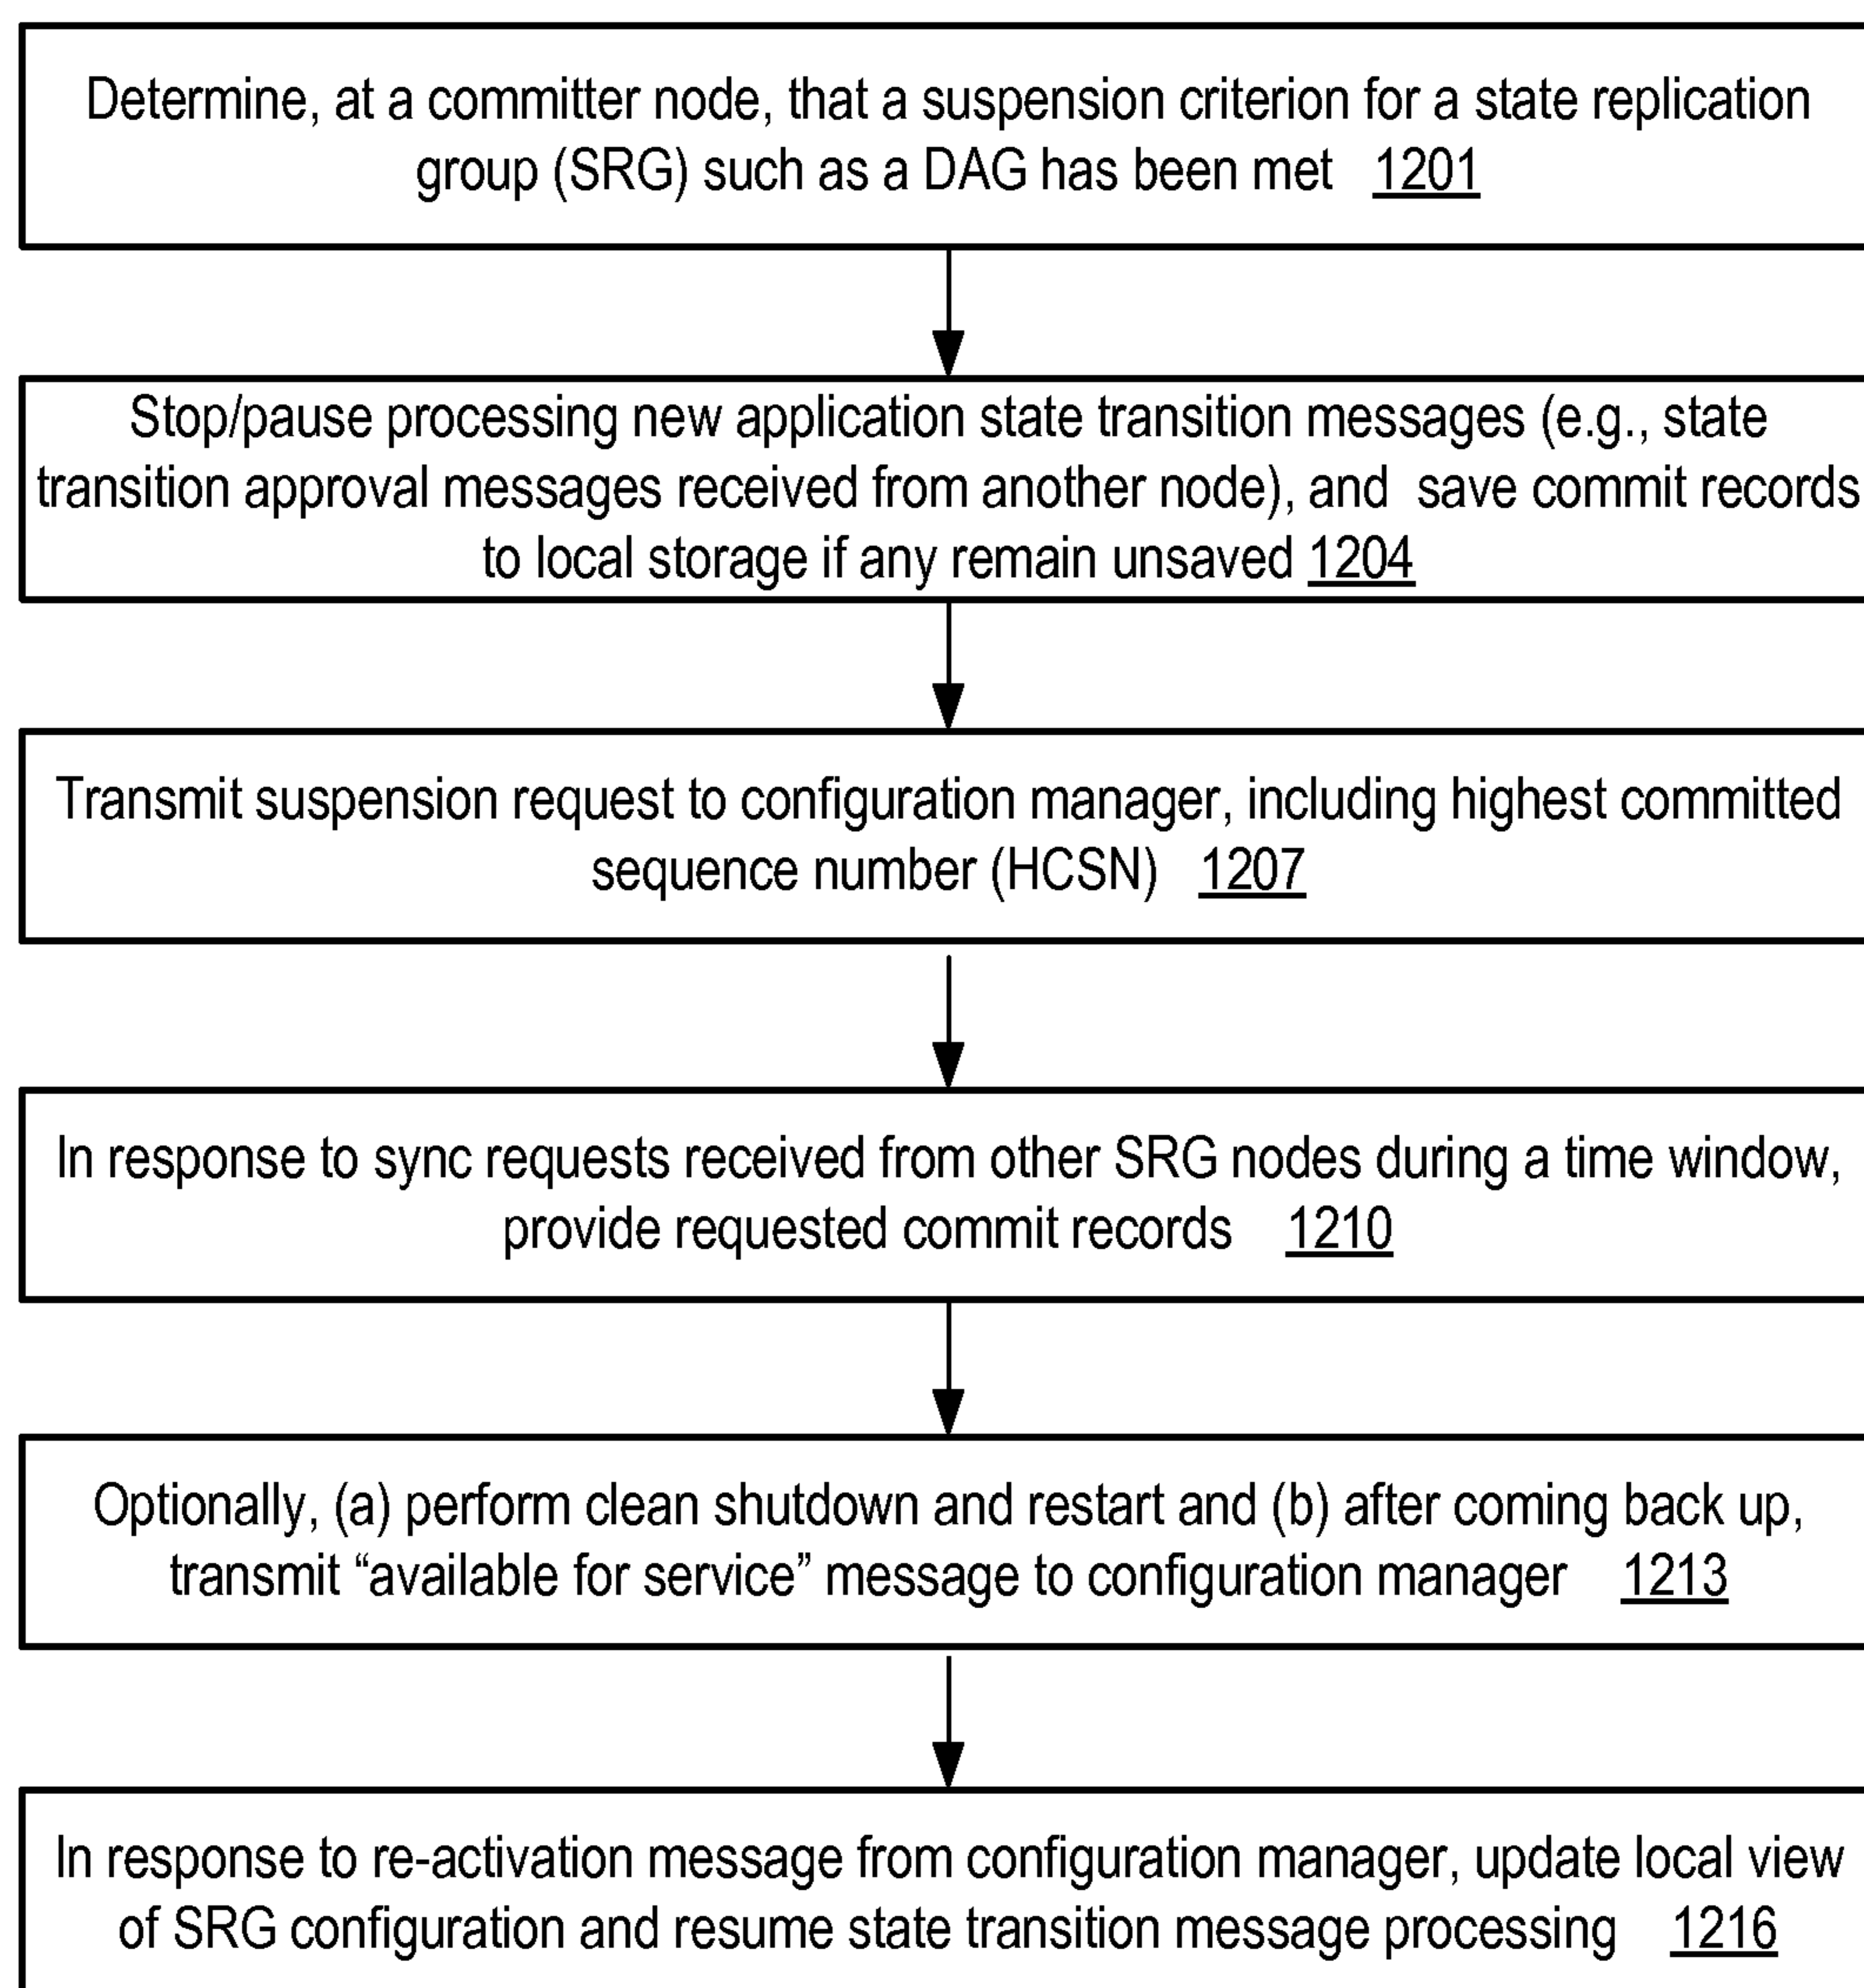 Determine, at a committer node, that a suspension criterion for a state replication
group (SRG) such as a DAG has been met 1201
Stop/pause processing new application state transition messages (e.g., state
transition approval messages received from another node), and save commit records
to local storage if any remain unsaved 1204
Transmit suspension request to configuration manager, including highest committed
sequence number (HCSN) 1207
In response to sync requests received from other SRG nodes during a time window,
provide requested commit records 1210
Optionally, (a) perform clean shutdown and restart and (b) after coming back up,
transmit “available for service” message to configuration manager 1213
In response to re-activation message from configuration manager, update local view
of SRG configuration and resume state transition message processing 1216